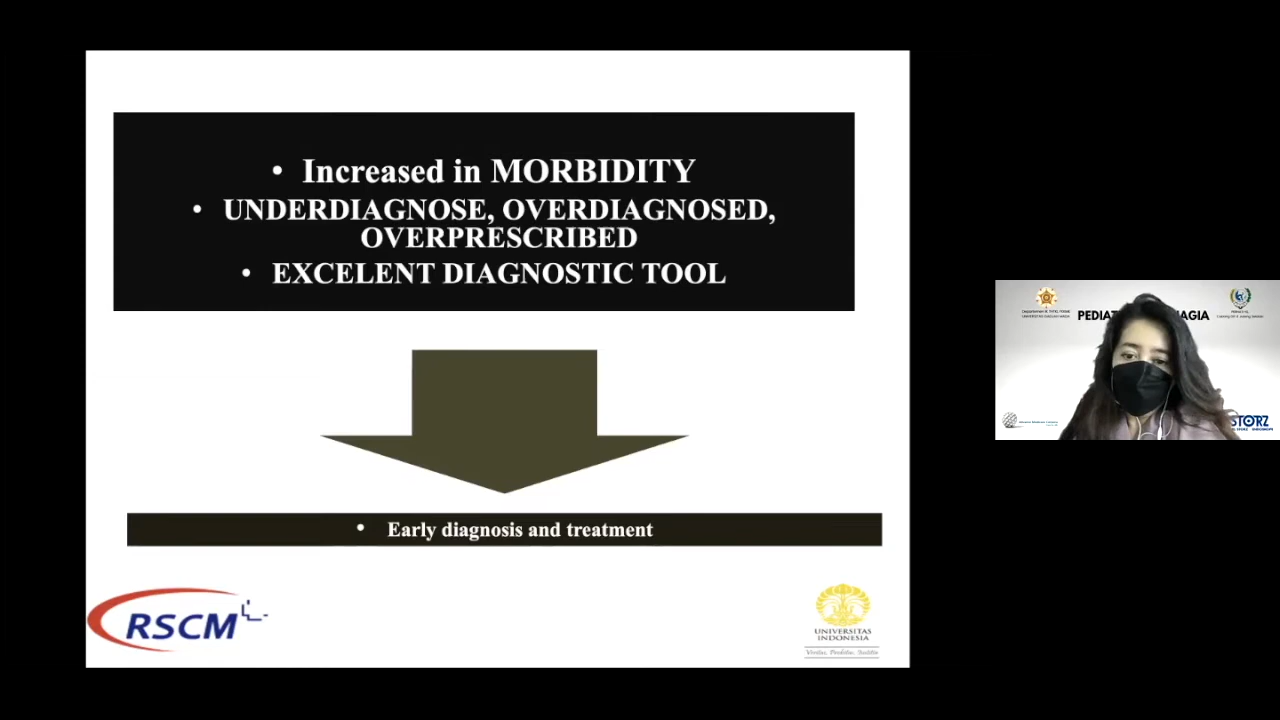 • Increased in MORBIDITY
• UNDERDIAGNOSE, OVERDIAGNOSED,
OVERPRESCRIBED
• EXCELENT DIAGNOSTIC TOOL
• Early diagnosis and treatment
RSCM
UNIVERSITAS
INDONESIA
Veritas, Probitas, Iustitia
PEDIAT AGIA
STORZ